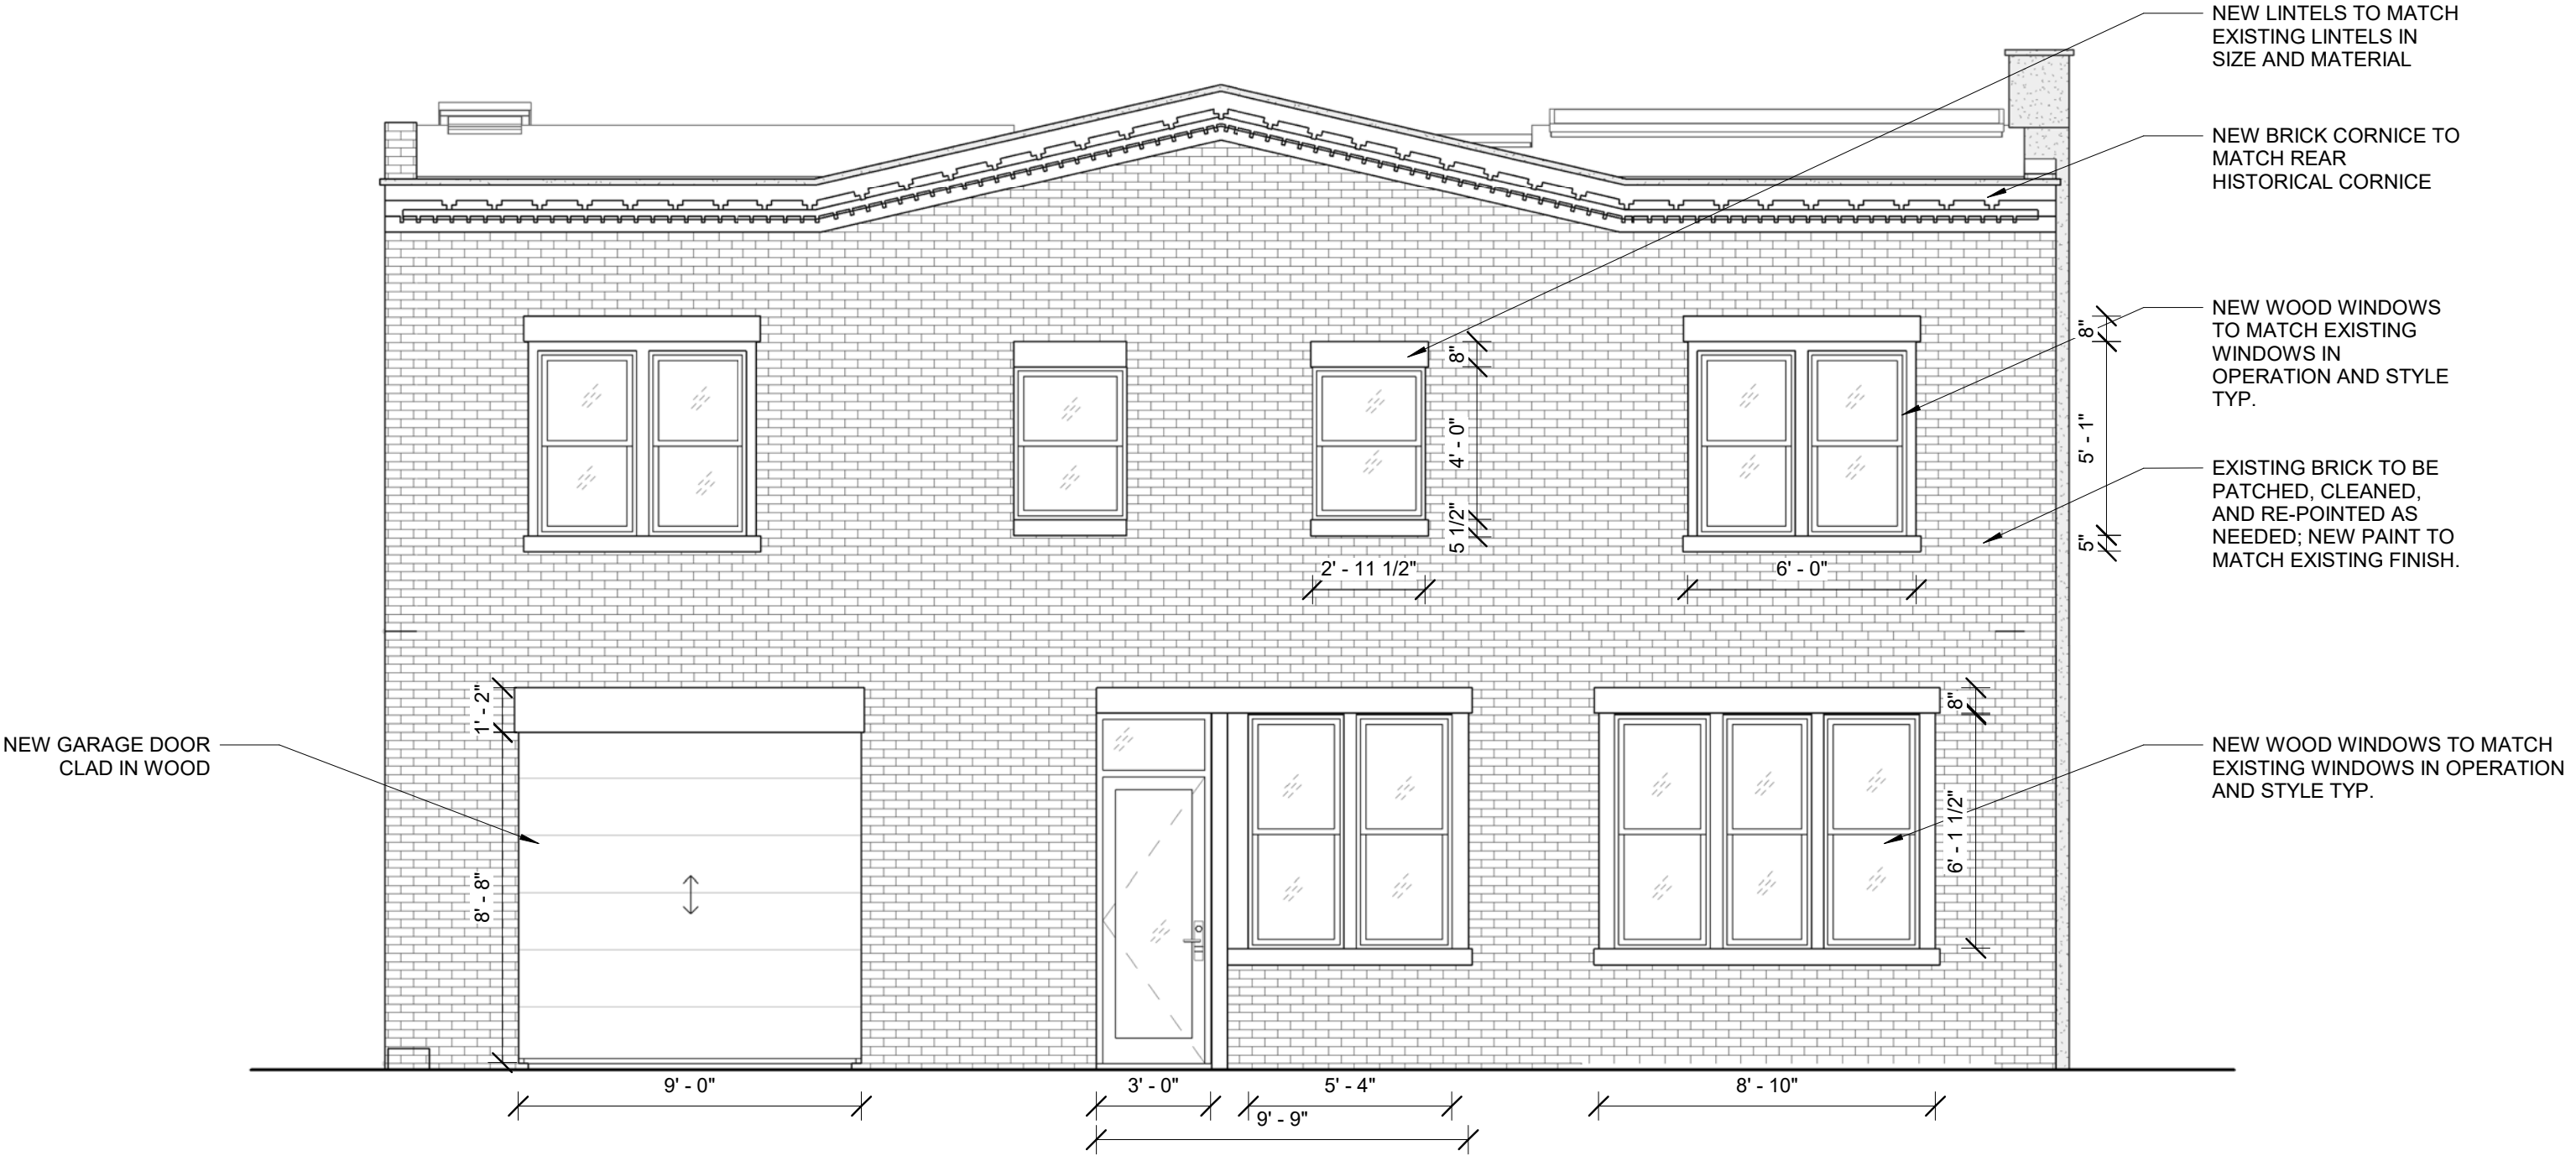 NEW LINTELS TO MATCH
EXISTING LINTELS IN
SIZE AND MATERIAL
NEW BRICK CORNICE TO
MATCH REAR
HISTORICAL CORNICE
NEW WOOD WINDOWS
TO MATCH EXISTING
WINDOWS IN
OPERATION AND STYLE
TYP.
8"
5' - 1"
5"
8"
4' - 0"
5 1/2"
2' - 11 1/2"
6' - 0"
EXISTING BRICK TO BE
PATCHED, CLEANED,
AND RE-POINTED AS
NEEDED; NEW PAINT TO
MATCH EXISTING FINISH.
NEW GARAGE DOOR
CLAD IN WOOD
1' - 2"
8' - 8"
8"
6' - 1 1/2"
NEW WOOD WINDOWS TO MATCH
EXISTING WINDOWS IN OPERATION
AND STYLE TYP.
9' - 0"
3' - 0"
5' - 4"
8' - 10"
9' - 9"